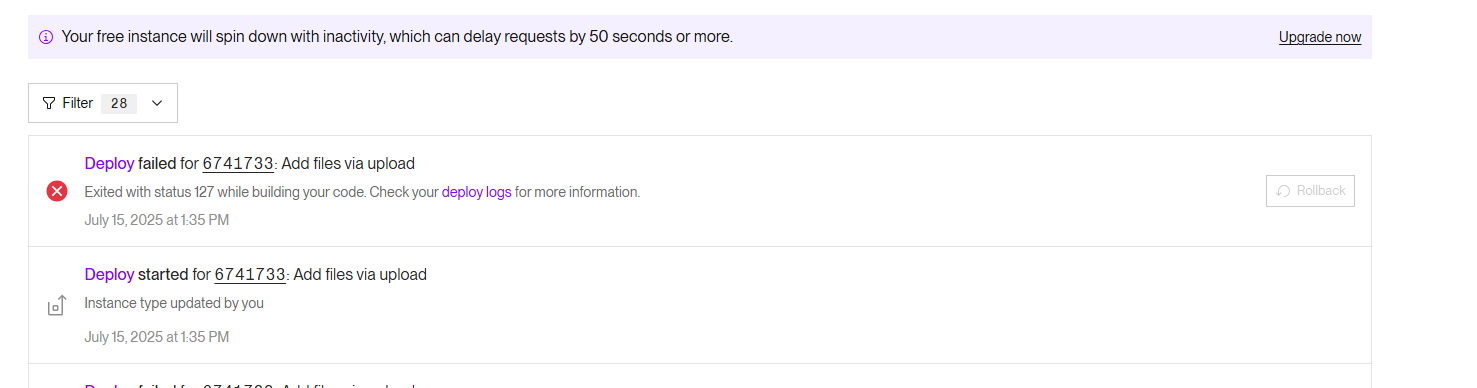 Your free instance will spin down with inactivity, which can delay requests by 50 seconds or more.
Upgrade now
Filter 28
Deploy failed for 6741733: Add files via upload
Exited with status 127 while building your code. Check your deploy logs for more information.
Rollback
July 15, 2025 at 1:35 PM
Deploy started for 6741733: Add files via upload
Instance type updated by you
July 15, 2025 at 1:35 PM